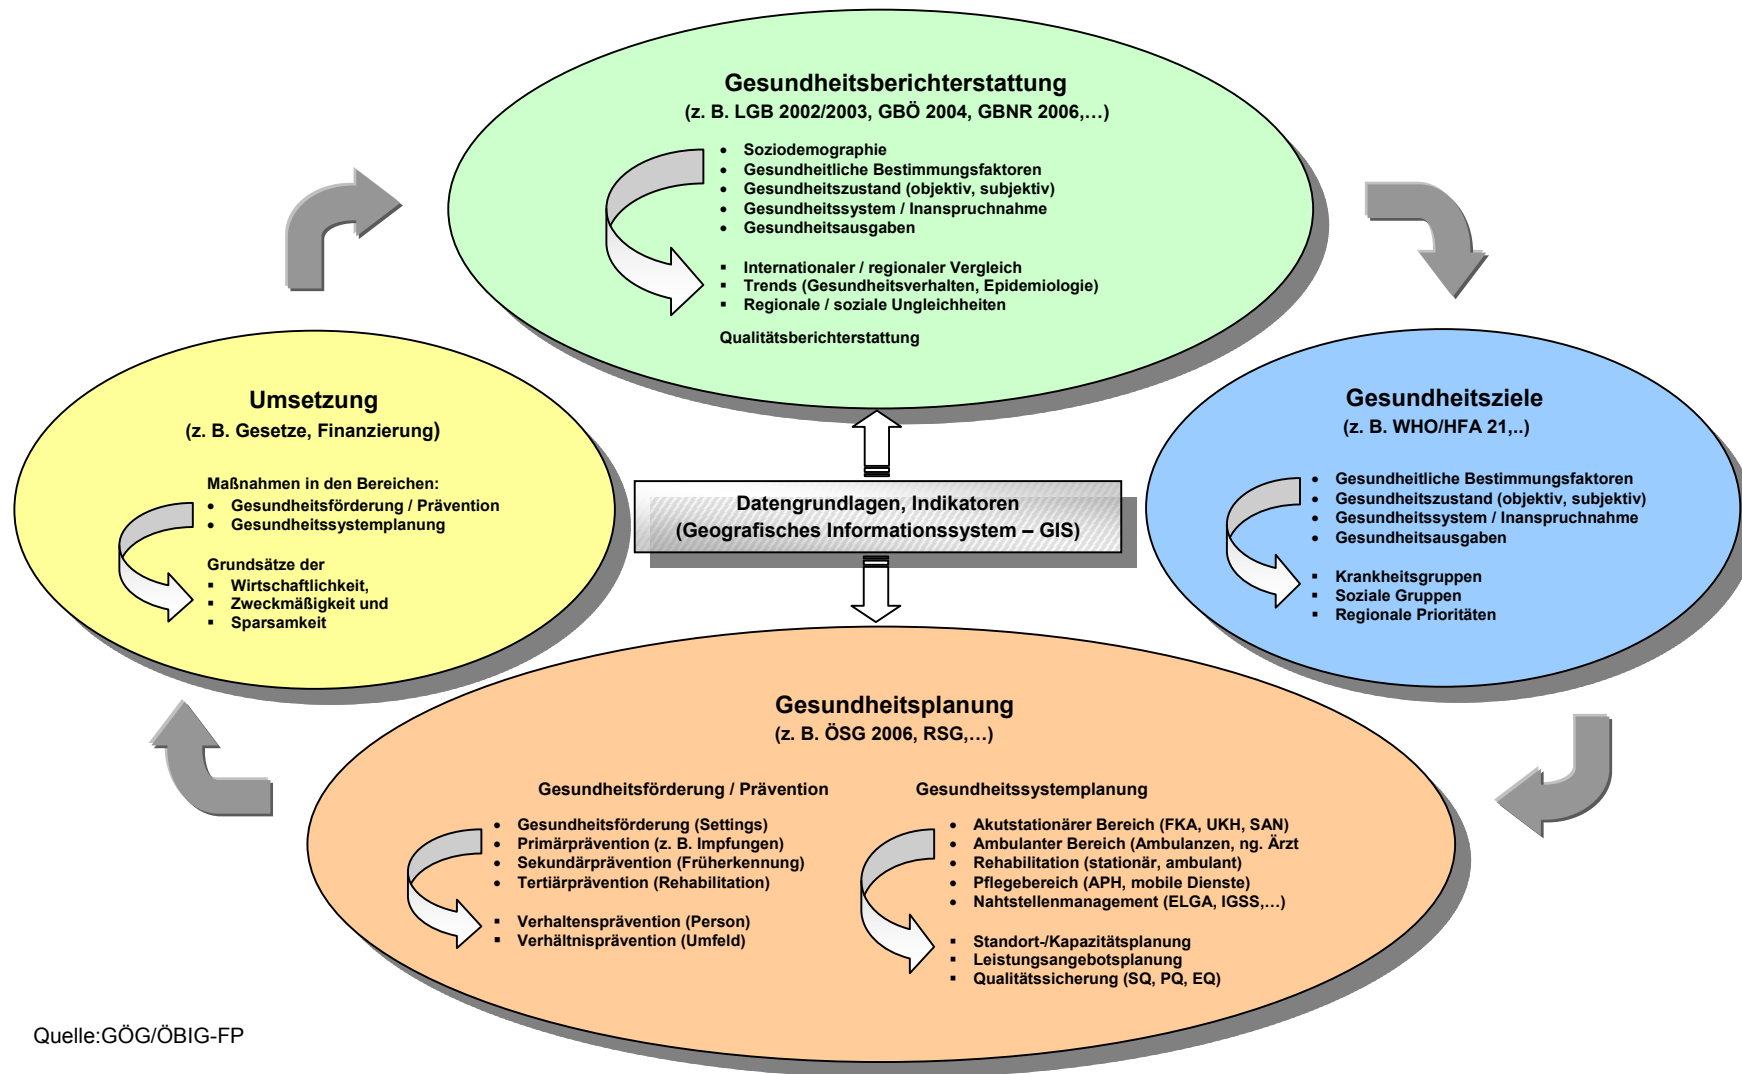 Gesundheitsberichterstattung
(z. B. LGB 2002/2003, GBÖ 2004, GBNR 2006,…)
• Soziodemographie
• Gesundheitliche Bestimmungsfaktoren
• Gesundheitszustand (objektiv, subjektiv)
• Gesundheitssystem / Inanspruchnahme
• Gesundheitsausgaben
▪ Internationaler / regionaler Vergleich
▪ Trends (Gesundheitsverhalten, Epidemiologie)
▪ Regionale / soziale Ungleichheiten
Qualitätsberichterstattung
Umsetzung
(z. B. Gesetze, Finanzierung)
Maßnahmen in den Bereichen:
• Gesundheitsförderung / Prävention
• Gesundheitssystemplanung
Grundsätze der
▪ Wirtschaftlichkeit,
▪ Zweckmäßigkeit und
▪ Sparsamkeit
Datengrundlagen, Indikatoren
(Geografisches Informationssystem – GIS)
Gesundheitsziele
(z. B. WHO/HFA 21,..)
• Gesundheitliche Bestimmungsfaktoren
• Gesundheitszustand (objektiv, subjektiv)
• Gesundheitssystem / Inanspruchnahme
• Gesundheitsausgaben
▪ Krankheitsgruppen
▪ Soziale Gruppen
▪ Regionale Prioritäten
Gesundheitsplanung
(z. B. ÖSG 2006, RSG,…)
Gesundheitsförderung / Prävention
• Gesundheitsförderung (Settings)
• Primärprävention (z. B. Impfungen)
• Sekundärprävention (Früherkennung)
• Tertiärprävention (Rehabilitation)
▪ Verhaltensprävention (Person)
▪ Verhältnisprävention (Umfeld)
Gesundheitssystemplanung
• Akutstationärer Bereich (FKA, UKH, SAN)
• Ambulanter Bereich (Ambulanzen, ng. Ärzt
• Rehabilitation (stationär, ambulant)
• Pflegebereich (APH, mobile Dienste)
• Nahtstellenmanagement (ELGA, IGSS,…)
▪ Standort-/Kapazitätsplanung
▪ Leistungsangebotsplanung
▪ Qualitätssicherung (SQ, PQ, EQ)
Quelle:GÖG/ÖBIG-FP